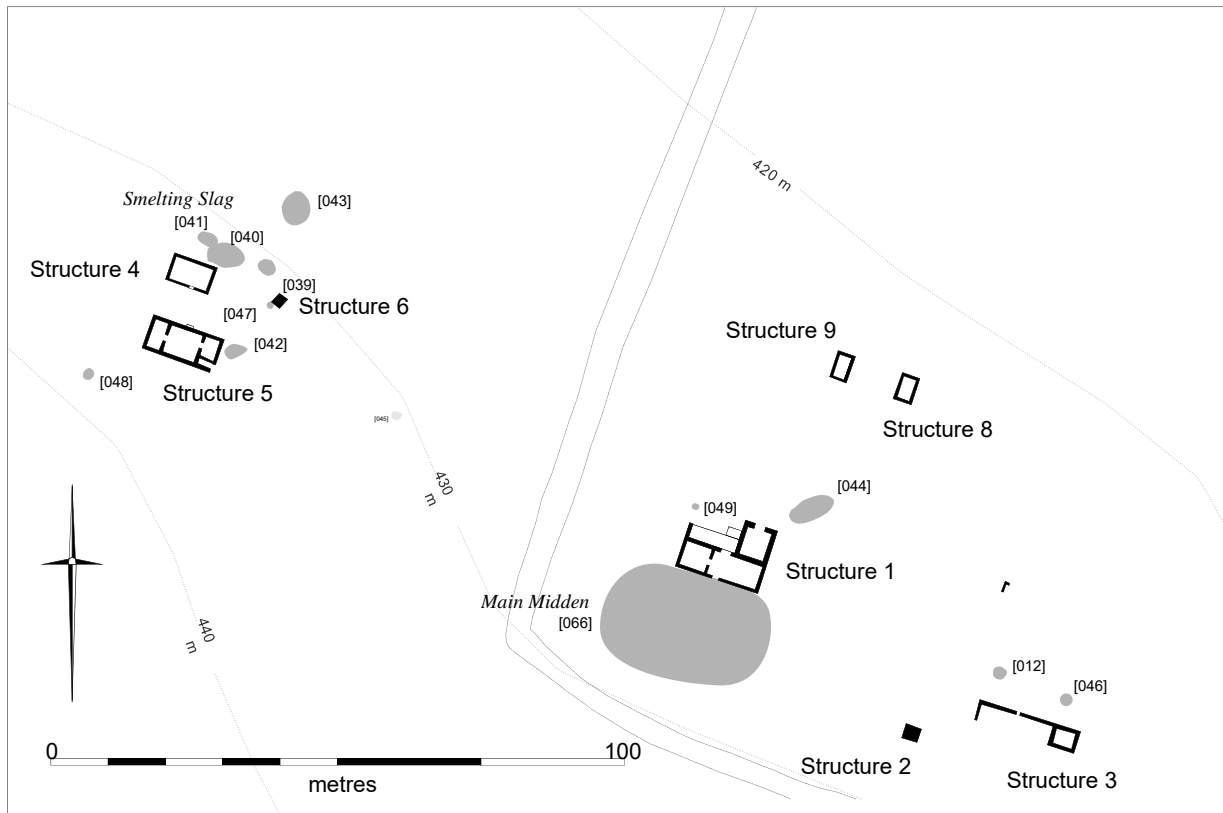 420 m
Smelting Slag
[043]
[041]
[040]
Structure 4
[039]
Structure 6
[047]
[042]
[048]
Structure 5
Structure 9
Structure 8
[045]
430
m
[044]
[049]
Structure 1
Main Midden
[066]
440
m
[012]
[046]
0
100
metres
Structure 2
Structure 3